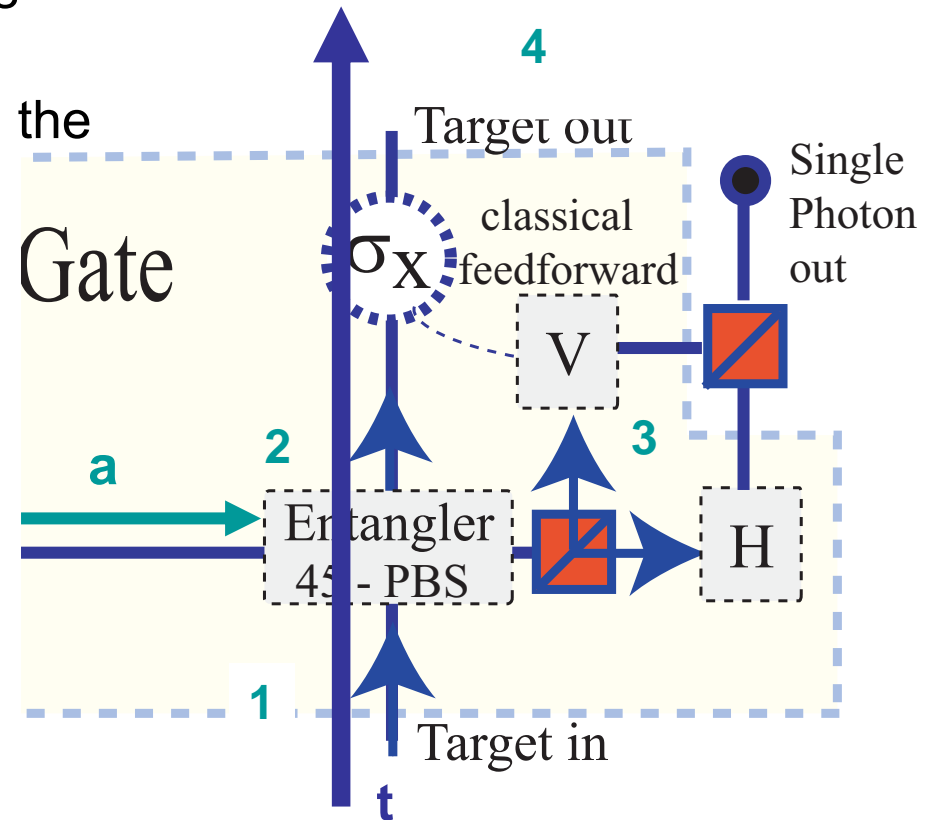 4
the
Target out
Single
Photon
out
classical
feedforward
Gate
σx
V
2
3
a
Entangler
45 - PBS
H
1
Target in
t